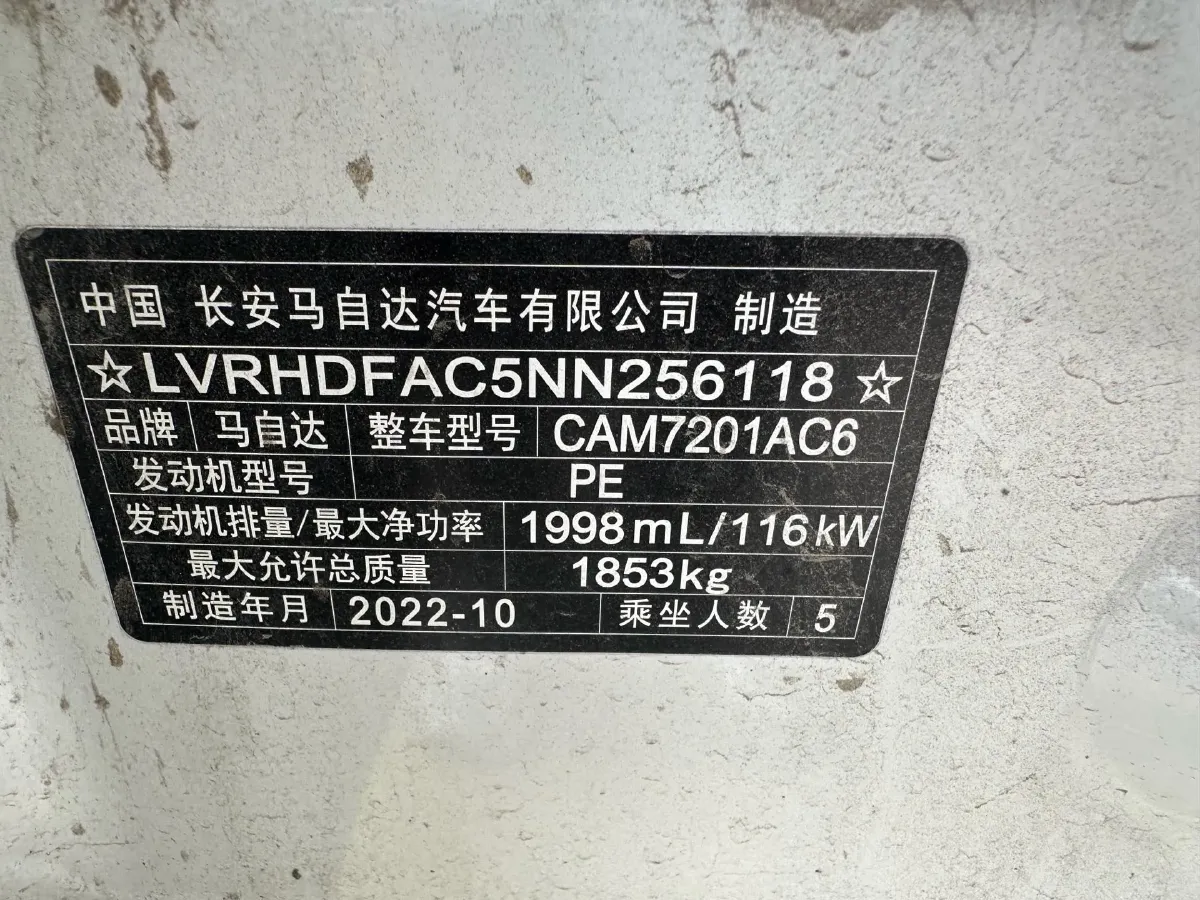 中国 长安马自达汽车有限公司 制造
☆LVRHDFAC5NN256118☆
品牌 马自达 整车型号 CAM7201AC6
发动机型号 PE
发动机排量/最大净功率 1998mL/116kW
最大允许总质量 1853kg
制造年月 2022-10 乘坐人数 5